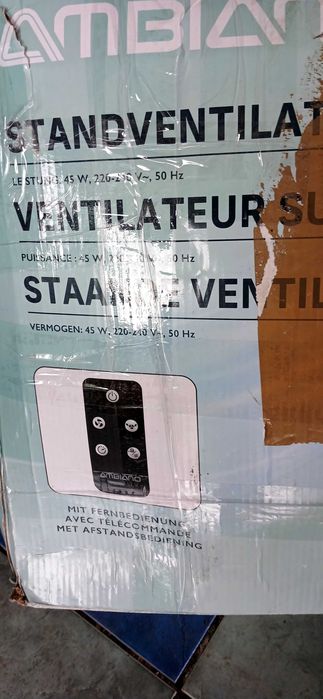 AMBIAN
STANDVENTILAT
LEISTUNG: 45 W, 220-240 V~, 50 Hz
VENTILATEUR SU
PUISSANCE : 45 W, 50 Hz
VENTIL
VERMOGEN: 45 W, 220-240 V~, 50 Hz
AMBIANO
MIT FERNBEDIENUNG
AVEC TÉLÉCOMMANDE
MET AFSTANDSBEDIENING